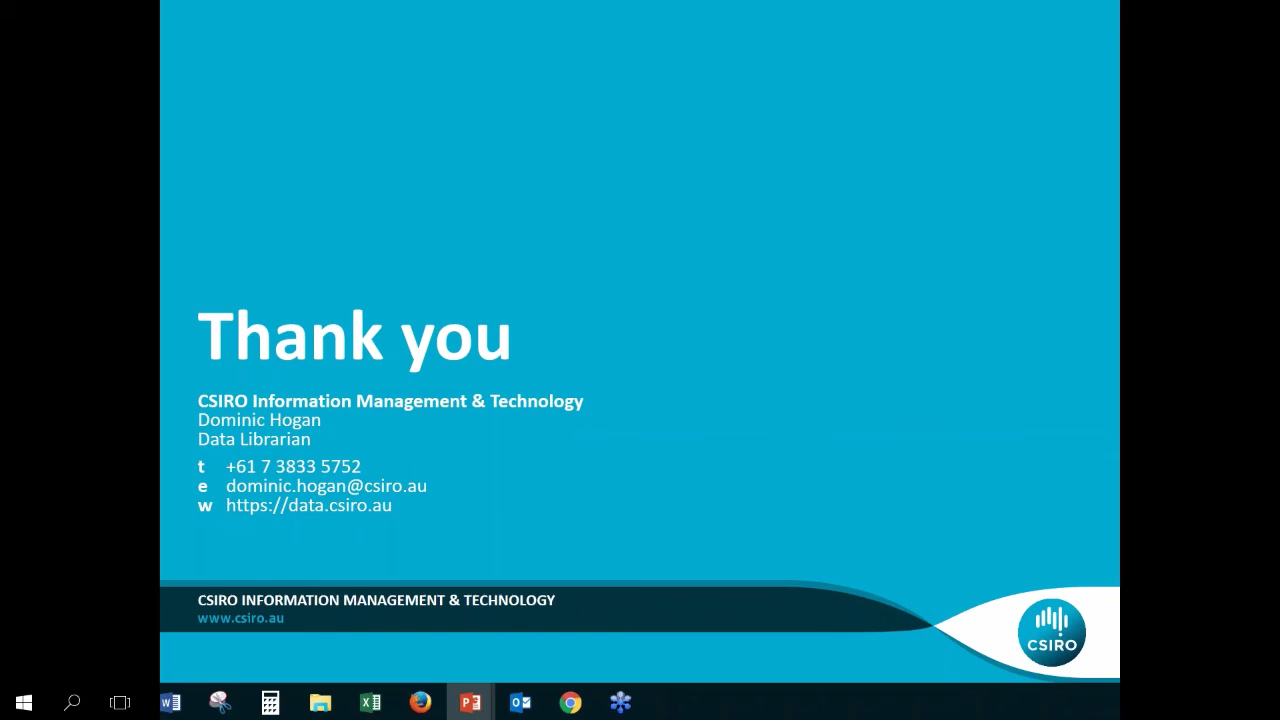 Thank you
CSIRO Information Management & Technology
Dominic Hogan
Data Librarian
t +61 7 3833 5752
e dominic.hogan@csiro.au
w https://data.csiro.au
CSIRO INFORMATION MANAGEMENT & TECHNOLOGY
www.csiro.au
CSIRO